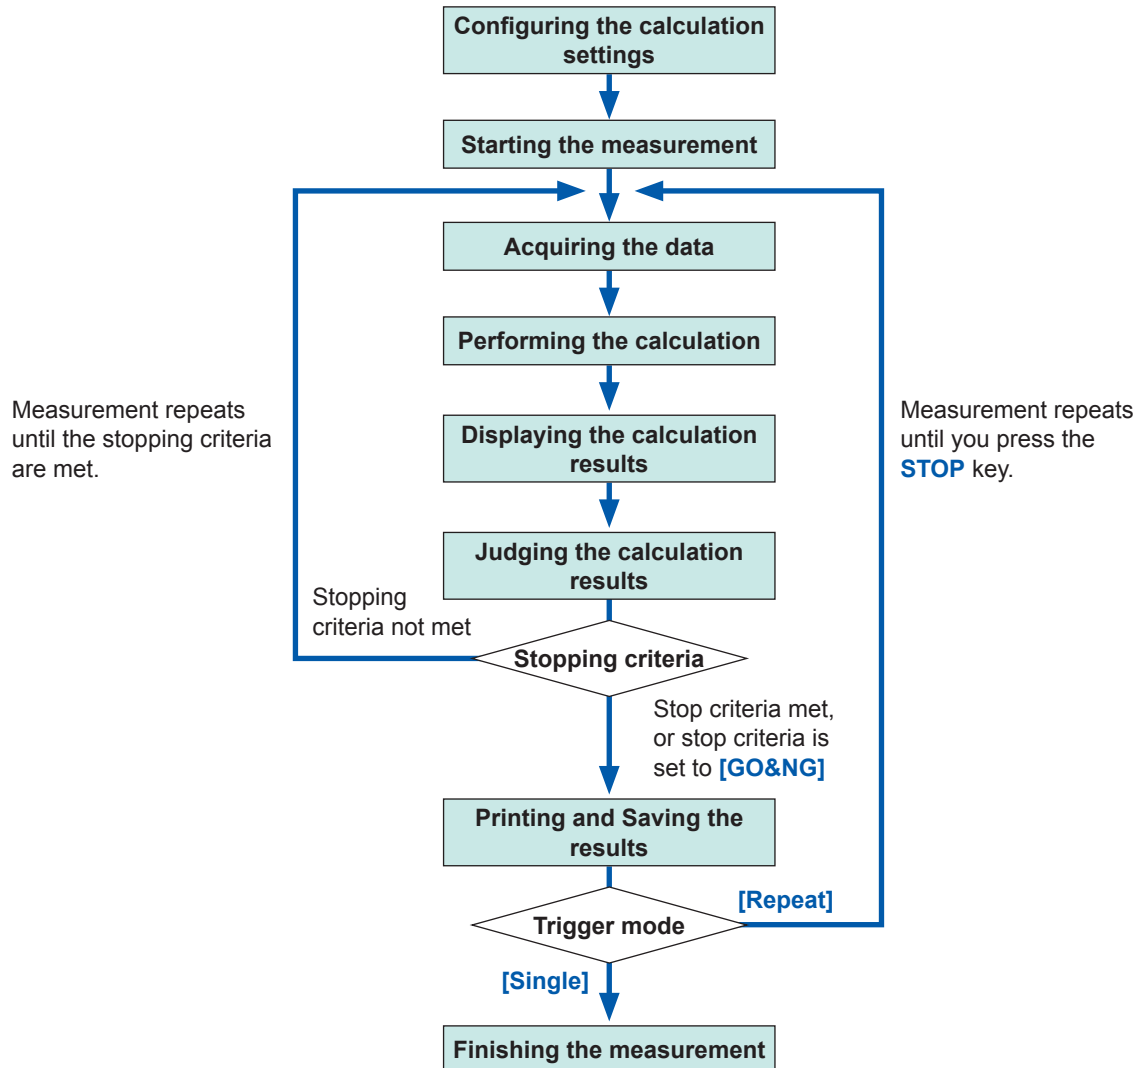 Configuring the calculation
settings
Starting the measurement
Acquiring the data
Performing the calculation
Measurement repeats
until the stopping criteria
are met.
Measurement repeats
until you press the
STOP key.
Displaying the calculation
results
Judging the calculation
results
Stopping
criteria not met
Stopping criteria
Stop criteria met,
or stop criteria is
set to [GO&NG]
Printing and Saving the
results
[Repeat]
Trigger mode
[Single]
Finishing the measurement